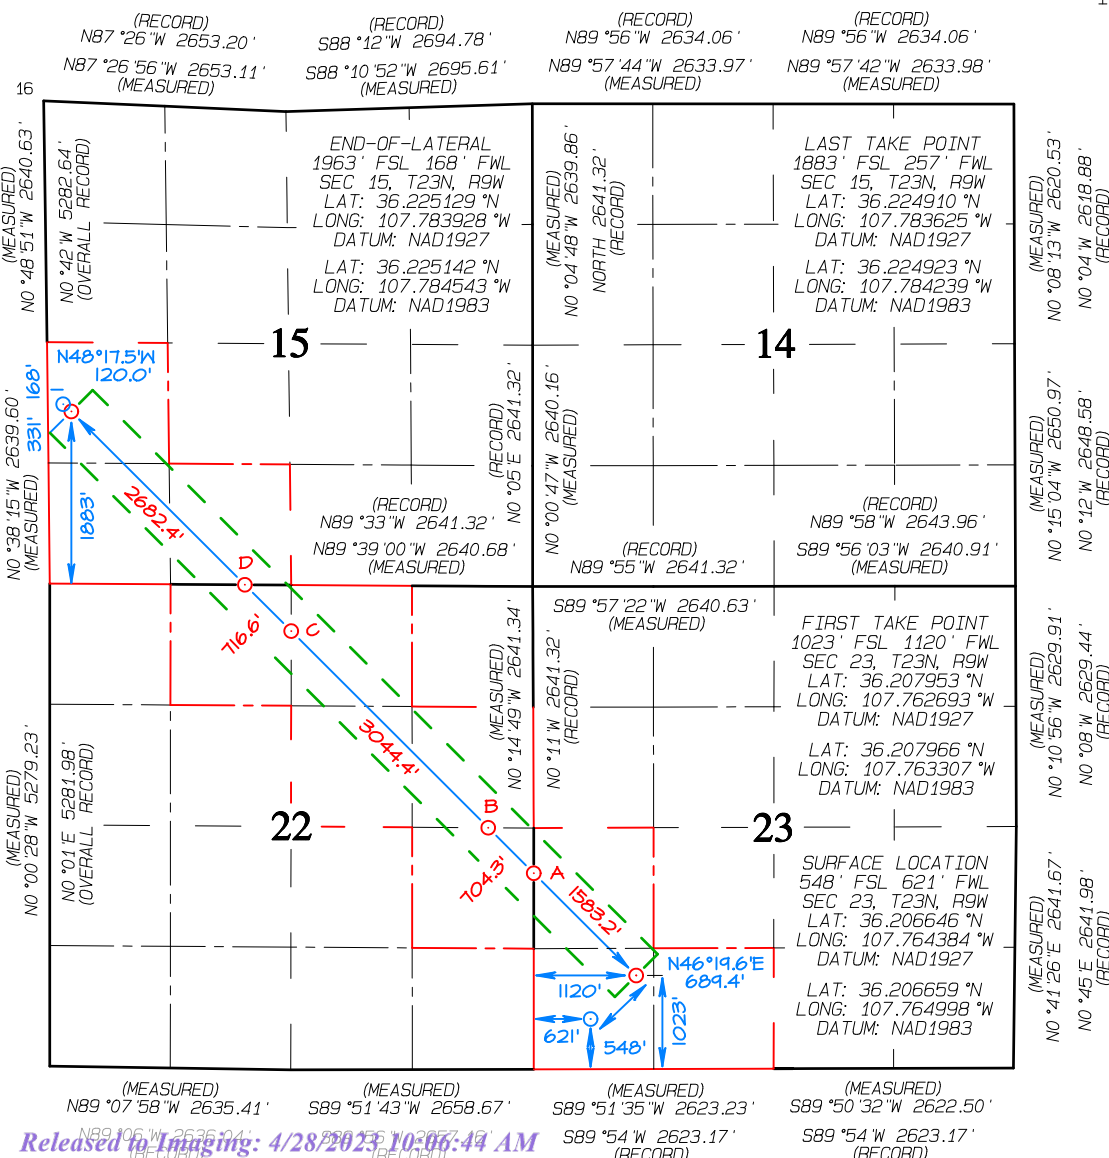 (RECORD)
N87°26'W 2653.20'
N87°26'56"W 2653.11'
(MEASURED)
(RECORD)
S88°12'W 2694.78'
S88°10'52"W 2695.61'
(MEASURED)
(RECORD)
N89°56'W 2634.06'
N89°57'44"W 2633.97'
(MEASURED)
(RECORD)
N89°56'W 2634.06'
N89°57'42"W 2633.98'
(MEASURED)
16
(MEASURED)
N0°48'51"W 2640.63'
N0°42'W 5282.64'
(OVERALL RECORD)
END-OF-LATERAL
1963' FSL 168' FWL
SEC 15, T23N, R9W
LAT: 36.225129°N
LONG: 107.783928°W
DATUM: NAD1927
LAT: 36.225142°N
LONG: 107.784543°W
DATUM: NAD1983
(MEASURED)
N0°04'48"W 2639.86'
NORTH 2641.32'
(RECORD)
LAST TAKE POINT
1883' FSL 257' FWL
SEC 15, T23N, R9W
LAT: 36.224910°N
LONG: 107.783625°W
DATUM: NAD1927
LAT: 36.224923°N
LONG: 107.784239°W
DATUM: NAD1983
(MEASURED)
N0°08'13"W 2620.53'
N0°04'W 2618.88'
(RECORD)
15
14
N48°17.5'W
120.0'
331' 168'
1883'
2682.4'
N0°38'15"W 2639.60'
(MEASURED)
(RECORD)
N0°05'E 2641.32'
N0°00'47"W 2640.16'
(MEASURED)
(MEASURED)
N0°15'04"W 2650.97'
N0°12'W 2648.58'
(RECORD)
(RECORD)
N89°33'W 2641.32'
N89°39'00"W 2640.68'
(MEASURED)
(RECORD)
N89°55'W 2641.32'
(RECORD)
N89°58'W 2643.96'
S89°56'03"W 2640.91'
(MEASURED)
D
C
716.6'
S89°57'22"W 2640.63'
(MEASURED)
(MEASURED)
N0°14'49"W 2641.34'
N0°11'W 2641.32'
(RECORD)
FIRST TAKE POINT
1023' FSL 1120' FWL
SEC 23, T23N, R9W
LAT: 36.207953°N
LONG: 107.762693°W
DATUM: NAD1927
LAT: 36.207966°N
LONG: 107.763307°W
DATUM: NAD1983
(MEASURED)
N0°10'56"W 2629.91'
N0°08'W 2629.44'
(RECORD)
3044.4'
(MEASURED)
N0°00'28"W 5279.23'
N0°01'E 5281.98'
(OVERALL RECORD)
22
B
23
A
704.3'
1583.2'
SURFACE LOCATION
548' FSL 621' FWL
SEC 23, T23N, R9W
LAT: 36.206646°N
LONG: 107.764384°W
DATUM: NAD1927
LAT: 36.206659°N
LONG: 107.764998°W
DATUM: NAD1983
(MEASURED)
N0°41'26"E 2641.67'
N0°45'E 2641.98'
(RECORD)
N46°19.6'E
689.4'
1120'
1023'
621'
548'
(MEASURED)
N89°07'58"W 2635.41'
N89°06'W 2636.04'
(RECORD)
(MEASURED)
S89°51'43"W 2658.67'
(RECORD)
(MEASURED)
S89°51'35"W 2623.23'
S89°54'W 2623.17'
(RECORD)
(MEASURED)
S89°50'32"W 2622.50'
S89°54'W 2623.17'
(RECORD)
Released to Imaging: 4/28/2023 10:06:44 AM